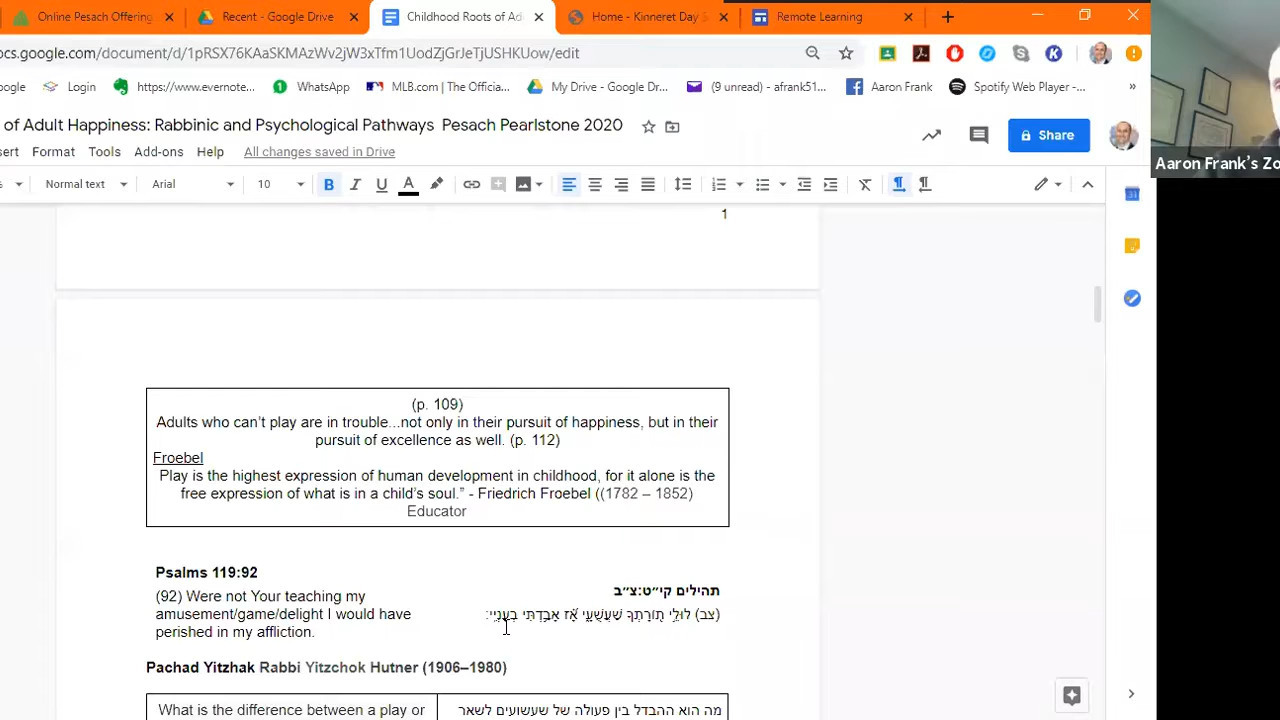 Online Pesach Offering
Recent - Google Drive
Childhood Roots of Ad
Home - Kinneret Day S
Remote Learning
ocs.google.com/document/d/1pRSX76KAaSKMAzWv2jW3xTfm1UodZjGrJeTjUSHKUow/edit
oogle
Login
http://www.evernote...
WhatsApp
MLB.com | The Officia...
My Drive - Google Dr...
(9 unread) - afrank51...
Aaron Frank
Spotify Web Player -...
»
of Adult Happiness: Rabbinic and Psychological Pathways Pesach Pearlstone 2020
Share
Aaron Frank's Zo
sert Format Tools Add-ons Help All changes saved in Drive
% Normal text Arial 10 B I U A
1
(p. 109)
Adults who can't play are in trouble...not only in their pursuit of happiness, but in their
pursuit of excellence as well. (p. 112)
Froebel
Play is the highest expression of human development in childhood, for it alone is the
free expression of what is in a child's soul.” - Friedrich Froebel ((1782 – 1852)
Educator
Psalms 119:92
(92) Were not Your teaching my
amusement/game/delight I would have
perished in my affliction.
תהילים קי״ט:צ״ב
(צב) לוּלֵ֣י ת֭וֹרָתְךָ שַׁעֲשֻׁעָ֑י אָ֝֗ז אָבַ֥דְתִּי בְעׇנְיִֽי׃
Pachad Yitzhak Rabbi Yitzchok Hutner (1906–1980)
What is the difference between a play or
מה הוא ההבדל בין פעולה של שעשועים לשאר